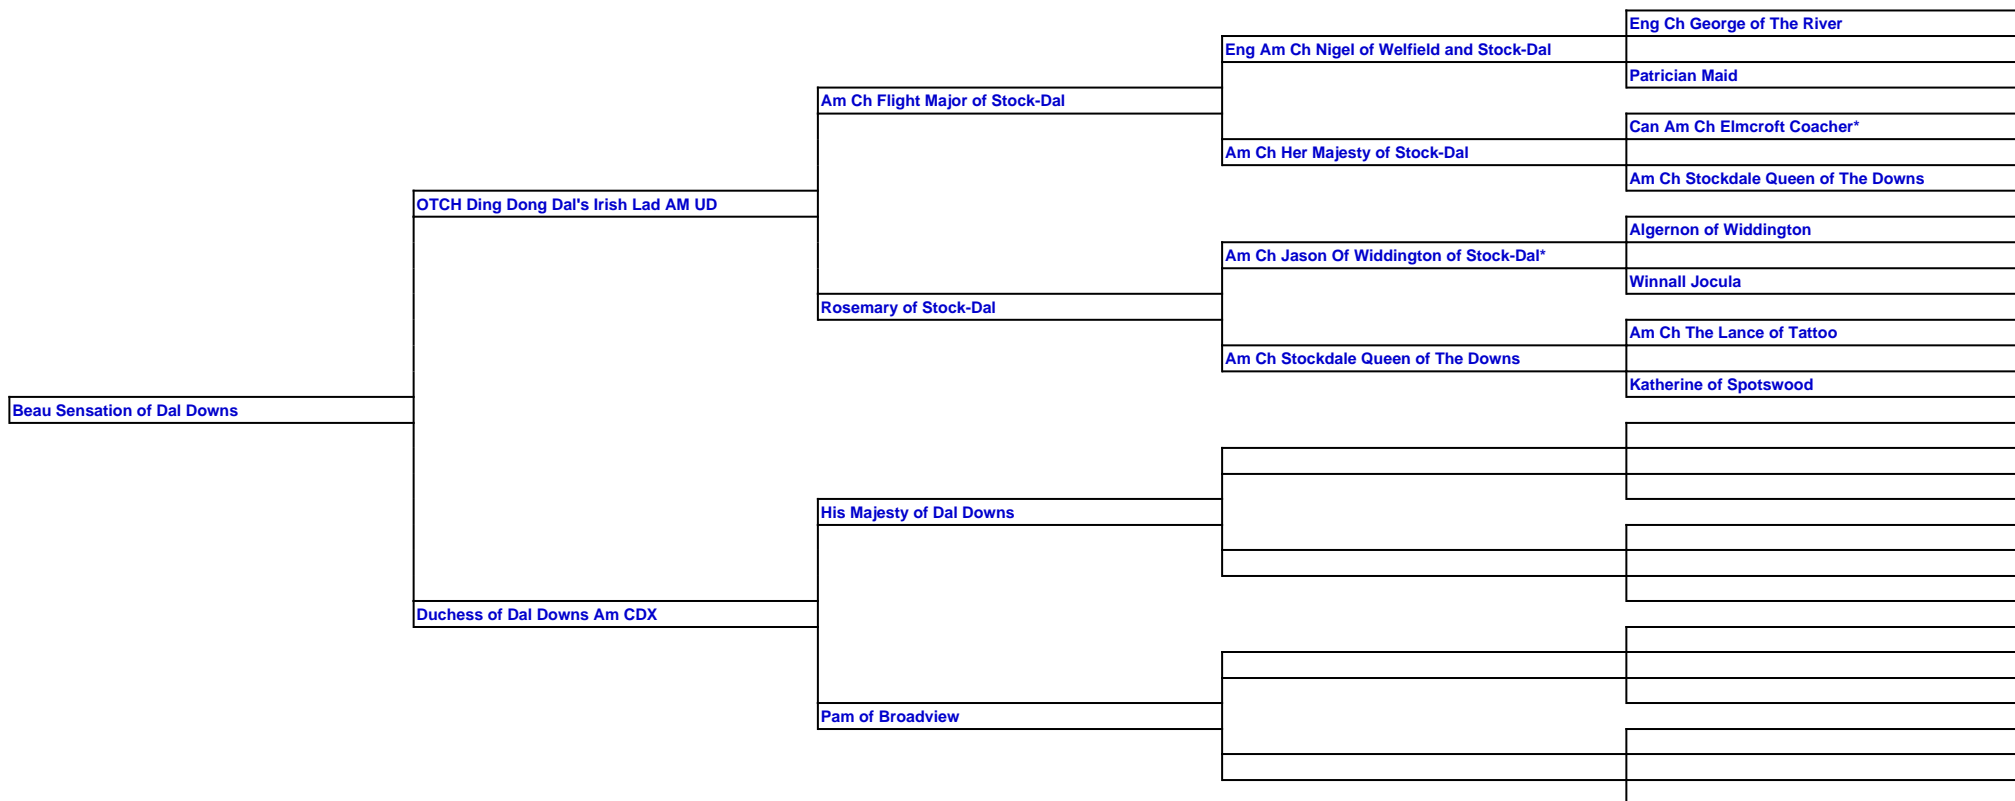 Eng Ch George of The River
Eng Am Ch Nigel of Welfield and Stock-Dal
Patrician Maid
Am Ch Flight Major of Stock-Dal
Can Am Ch Elmcroft Coacher*
Am Ch Her Majesty of Stock-Dal
Am Ch Stockdale Queen of The Downs
OTCH Ding Dong Dal's Irish Lad AM UD
Algernon of Widdington
Am Ch Jason Of Widdington of Stock-Dal*
Winnall Jocula
Rosemary of Stock-Dal
Am Ch The Lance of Tattoo
Am Ch Stockdale Queen of The Downs
Katherine of Spotswood
Beau Sensation of Dal Downs
His Majesty of Dal Downs
Duchess of Dal Downs Am CDX
Pam of Broadview